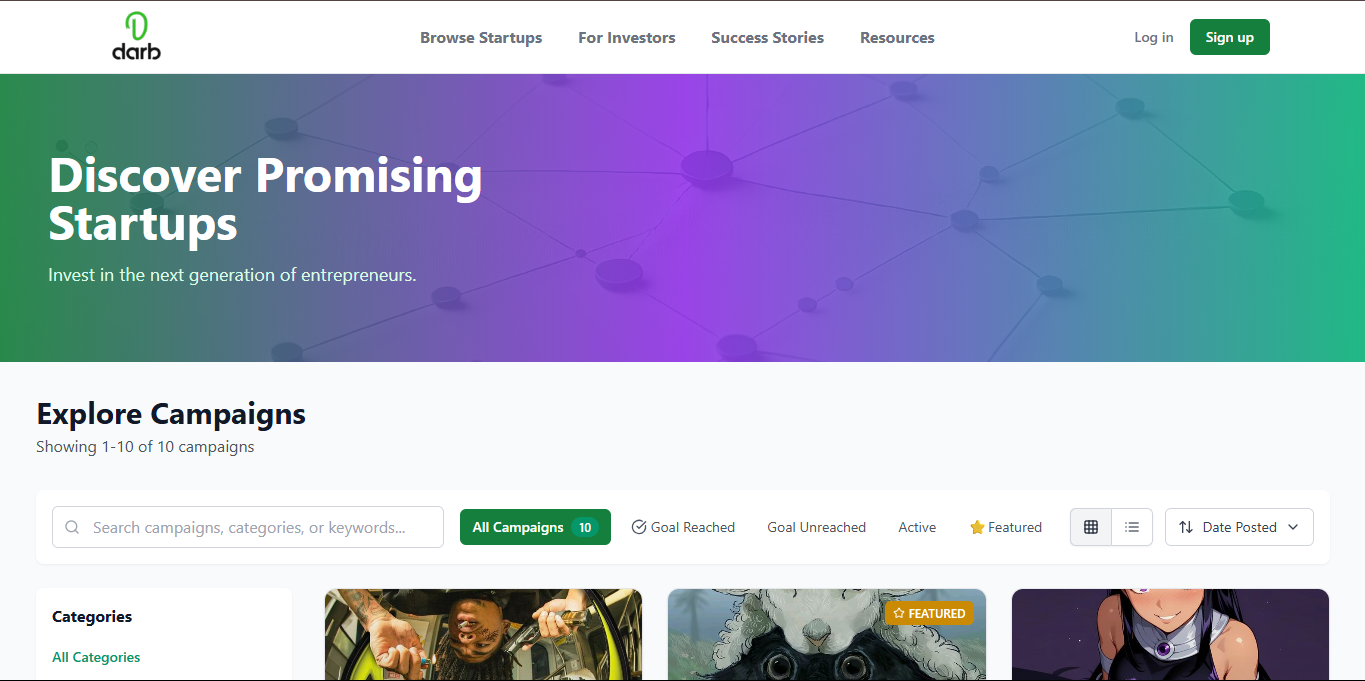 darb
Browse Startups
For Investors
Success Stories
Resources
Log in
Sign up
Discover Promising
Startups
Invest in the next generation of entrepreneurs.
Explore Campaigns
Showing 1-10 of 10 campaigns
Search campaigns, categories, or keywords...
All Campaigns 10
Goal Reached
Goal Unreached
Active
Featured
Date Posted
Categories
All Categories
FEATURED